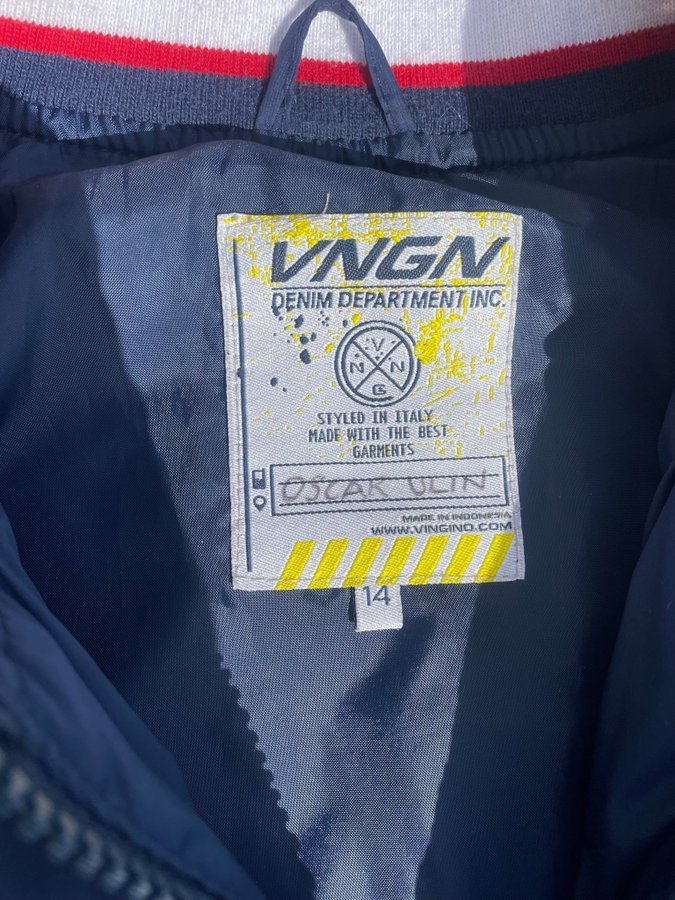 VNGN
DENIM DEPARTMENT INC.
V
N N
G
STYLED IN ITALY
MADE WITH THE BEST
GARMENTS
OSCAR ULIN
MADE IN INDONESIA
WWW.VINGINO.COM
14